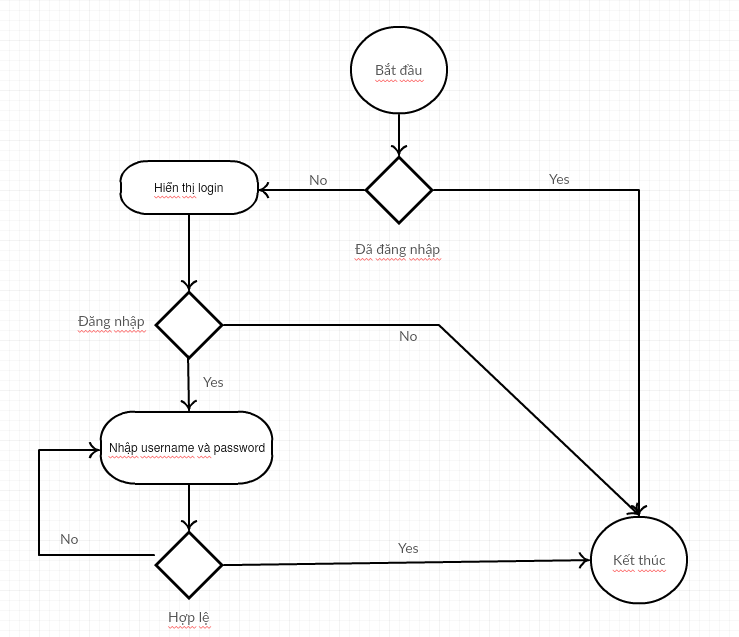 Bắt đầu
No
Yes
Hiển thị login
Đã đăng nhập
Đăng nhập
No
Yes
Nhập username và password
No
Yes
Kết thúc
Hợp lệ